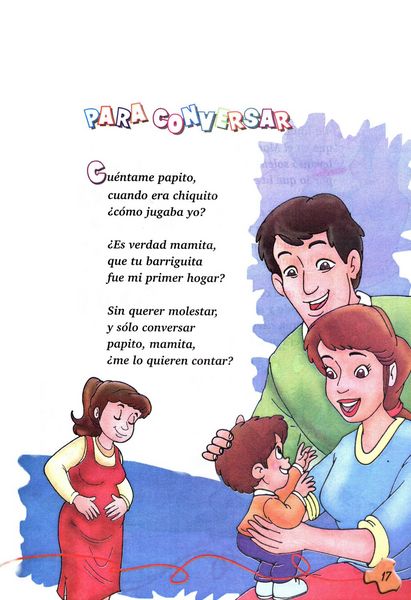 PARA CONVERSAR
Cuéntame papito,
cuando era chiquito
¿cómo jugaba yo?
¿Es verdad mamita,
que tu barriguita
fue mi primer hogar?
Sin querer molestar,
y sólo conversar
papito, mamita,
¿me lo quieren contar?
17